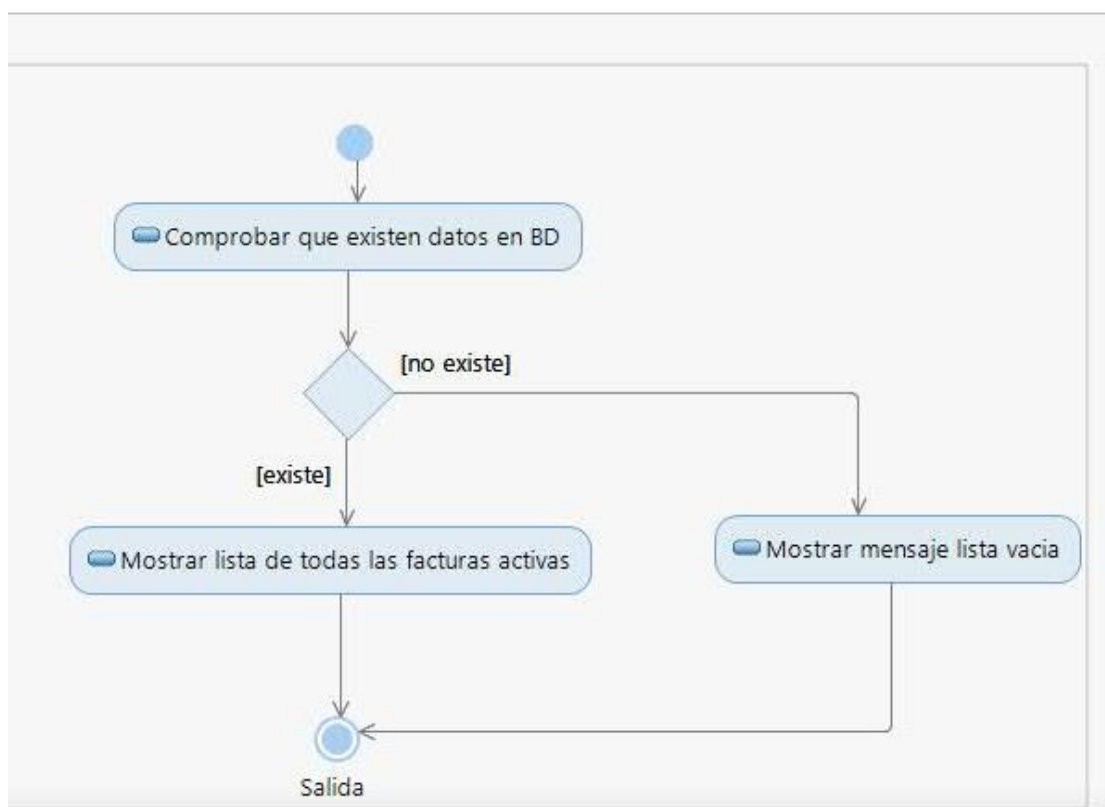 Comprobar que existen datos en BD
[no existe]
[existe]
Mostrar lista de todas las facturas activas
Mostrar mensaje lista vacia
Salida